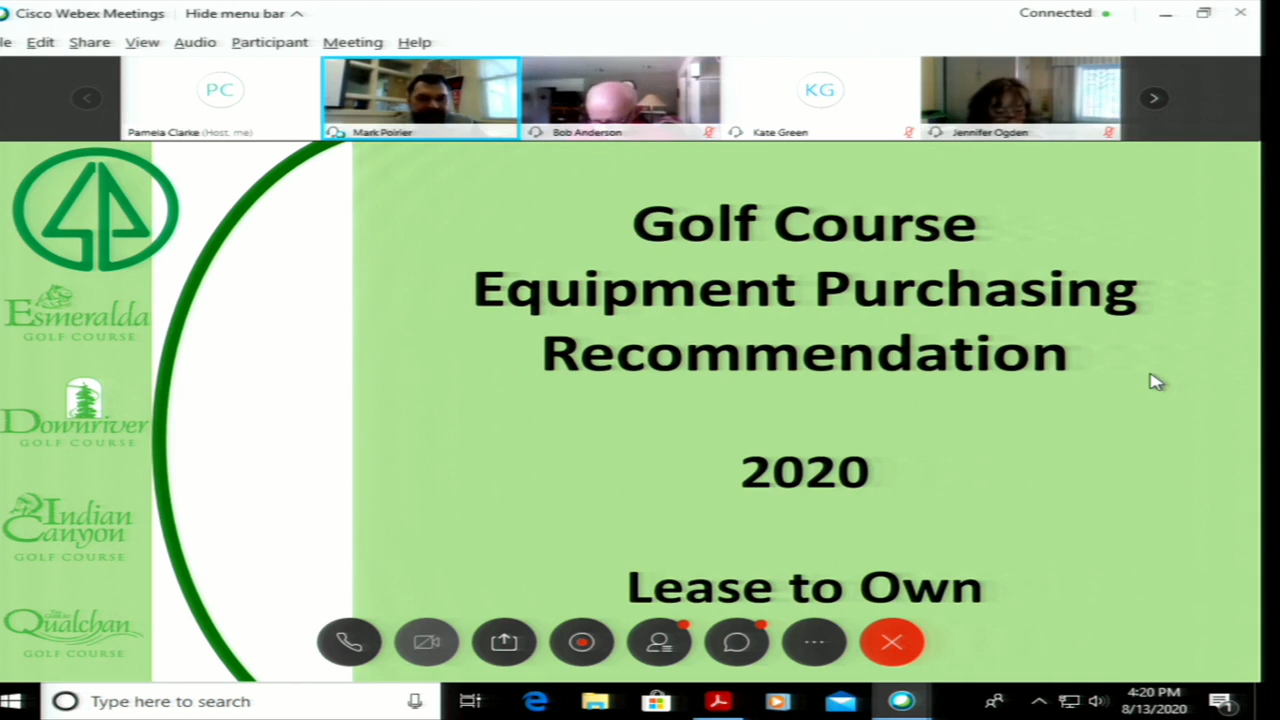 Cisco Webex Meetings Hide menu bar Connected
le Edit Share View Audio Participant Meeting Help
PC
KG
Pamela Clarke (Host, me)
Mark Poirier
Bob Anderson
Kate Green
Jennifer Ogden
Golf Course
Equipment Purchasing
Recommendation
2020
Lease to Own
Esmeralda
GOLF COURSE
Downriver
GOLF COURSE
Indian
Canyon
GOLF COURSE
Qualchan
GOLF COURSE
Type here to search
4:20 PM
8/13/2020
1